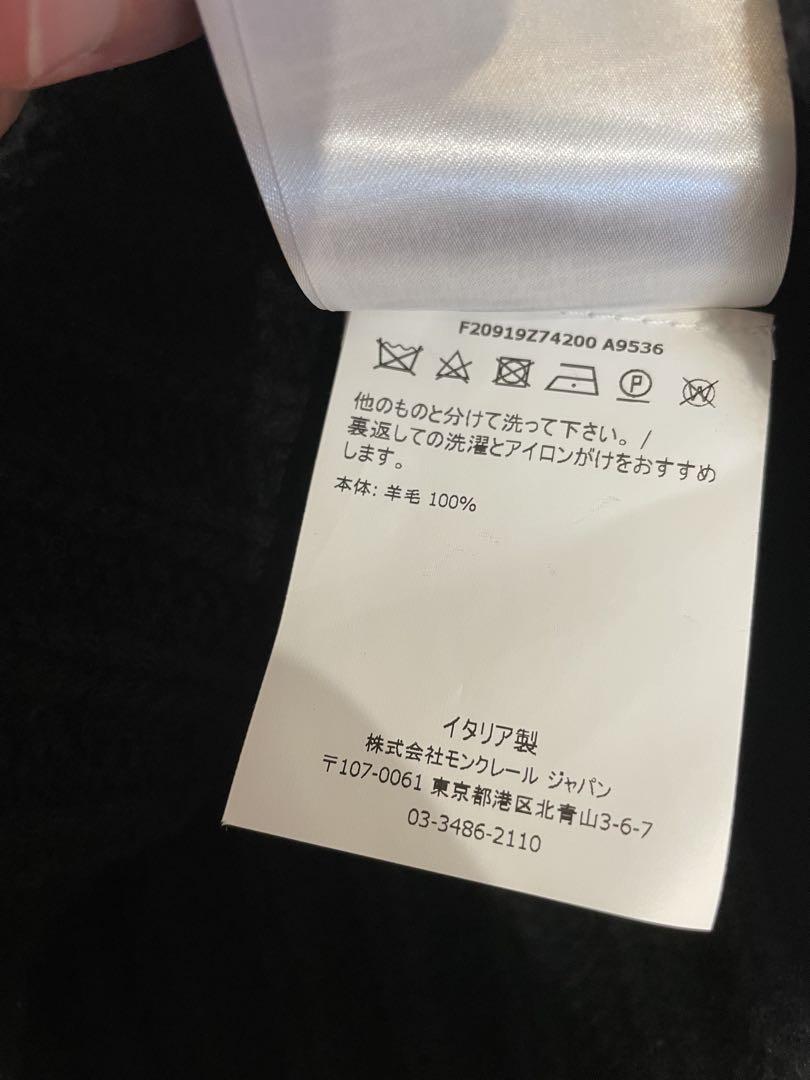 F20919Z74200 A9536
P
W
他のものと分けて洗って下さい。/
裏返しての洗濯とアイロンがけをおすすめ
します。
本体: 羊毛 100%
イタリア製
株式会社モンクレール ジャパン
〒107-0061 東京都港区北青山3-6-7
03-3486-2110